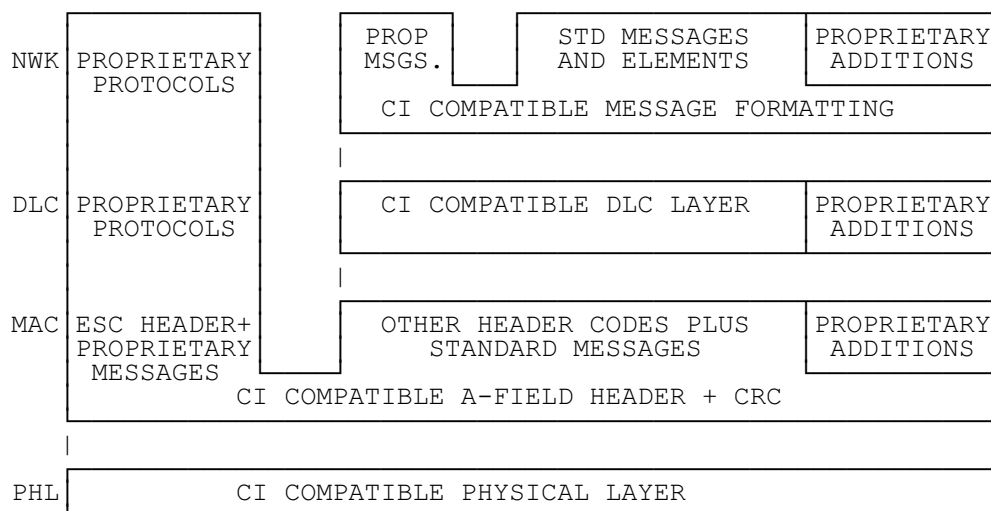 PROP STD MESSAGES PROPRIETARY
NWK PROPRIETARY MSGS. AND ELEMENTS ADDITIONS
PROTOCOLS
CI COMPATIBLE MESSAGE FORMATTING
DLC PROPRIETARY CI COMPATIBLE DLC LAYER PROPRIETARY
PROTOCOLS ADDITIONS
MAC ESC HEADER+ OTHER HEADER CODES PLUS PROPRIETARY
PROPRIETARY STANDARD MESSAGES ADDITIONS
MESSAGES
CI COMPATIBLE A-FIELD HEADER + CRC
PHL CI COMPATIBLE PHYSICAL LAYER